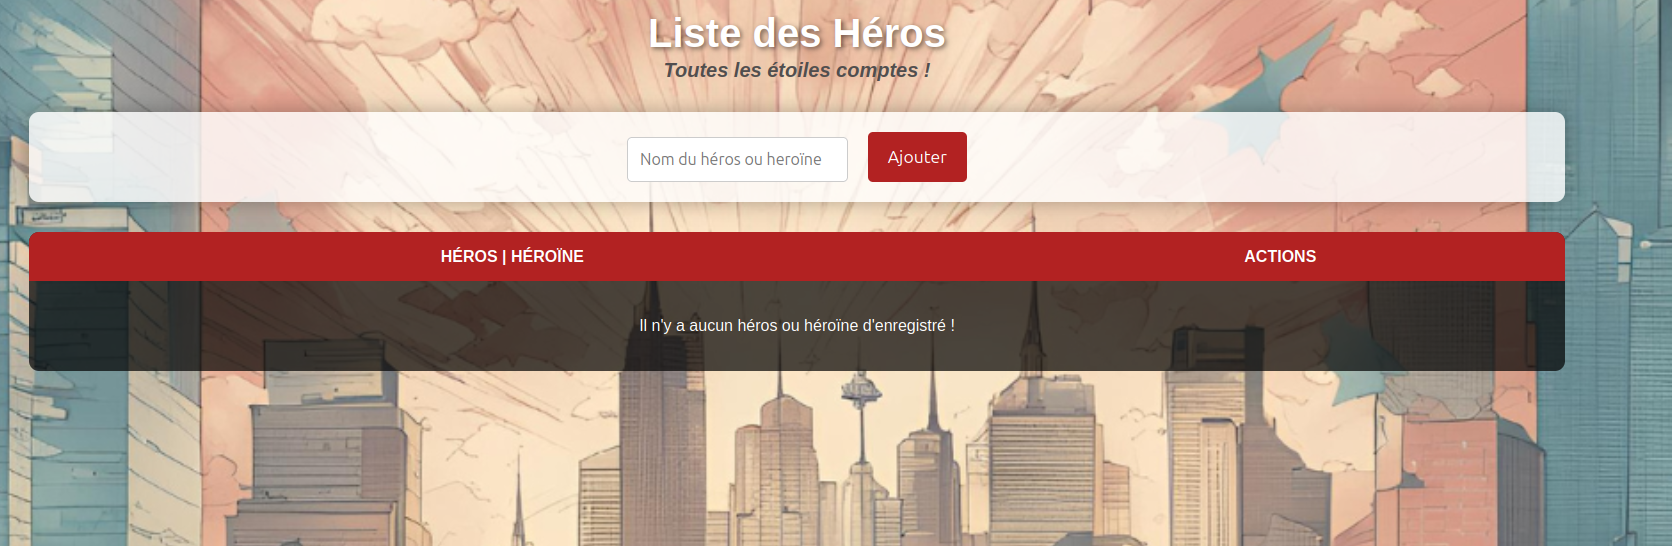 Liste des Héros
Toutes les étoiles comptes !
Nom du héros ou heroïne
Ajouter
HÉROS | HÉROÏNE
ACTIONS
Il n'y a aucun héros ou héroïne d'enregistré !